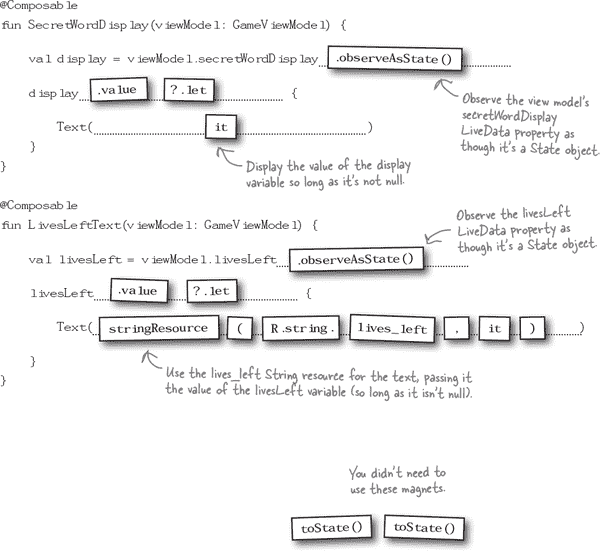 @Composable
fun SecretWordDisplay(viewModel: GameViewModel) {
val display = viewModel.secretWordDisplay .observeAsState()
display .value ?.let {
Observe the view model's
secretWordDisplay
LiveData property as
though it's a State object.
Text( it )
}
Display the value of the display
variable so long as it's not null.
}
@Composable
fun LivesLeftText(viewModel: GameViewModel) {
Observe the livesLeft
LiveData property as
though it's a State object.
val livesLeft = viewModel.livesLeft .observeAsState()
livesLeft .value ?.let {
Text( stringResource ( R.string. lives_left , it ) )
}
Use the lives_left String resource for the text, passing it
the value of the livesLeft variable (so long as it isn't null).
}
You didn't need to
use these magnets.
toState() toState()